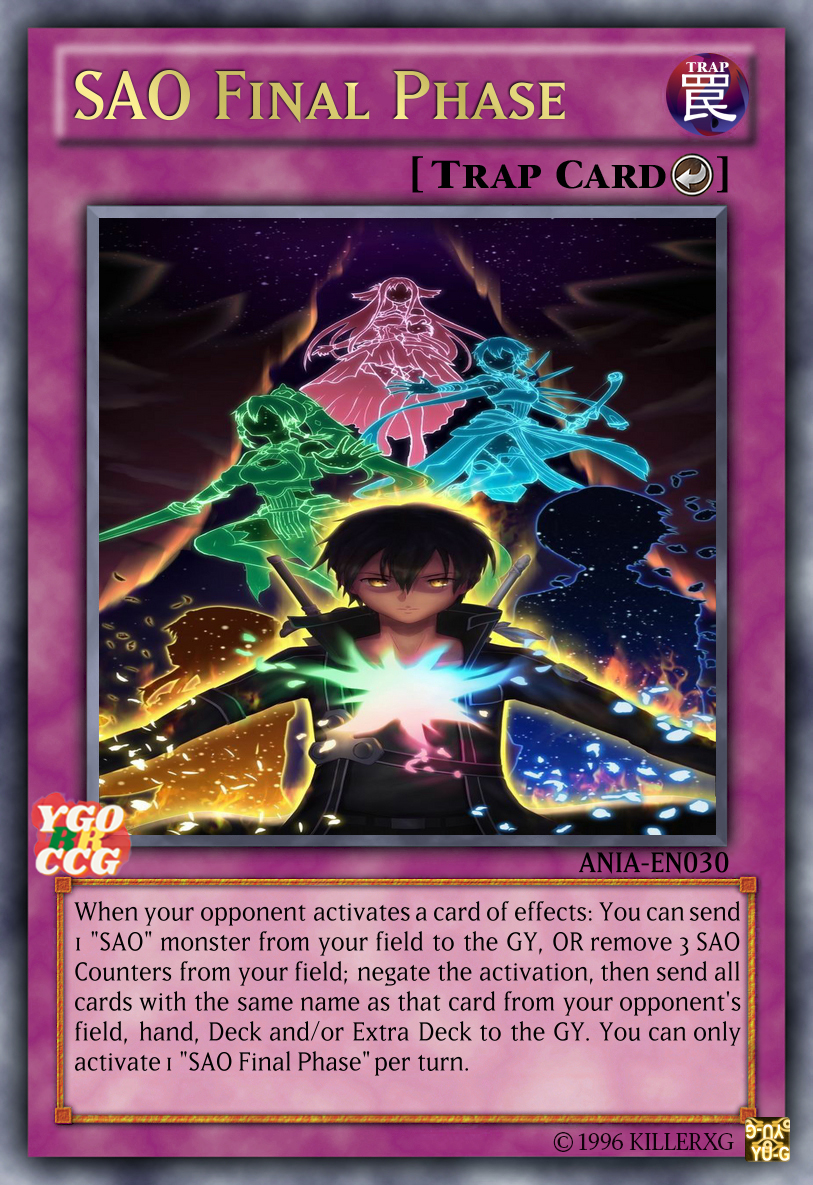 SAO Final Phase
TRAP
罠
[Trap Card]
YGO
RR
CCG
ANIA-EN030
When your opponent activates a card of effects: You can send
1 "SAO" monster from your field to the GY, OR remove 3 SAO
Counters from your field; negate the activation, then send all
cards with the same name as that card from your opponent's
field, hand, Deck and/or Extra Deck to the GY. You can only
activate 1 "SAO Final Phase" per turn.
© 1996 KILLERXG